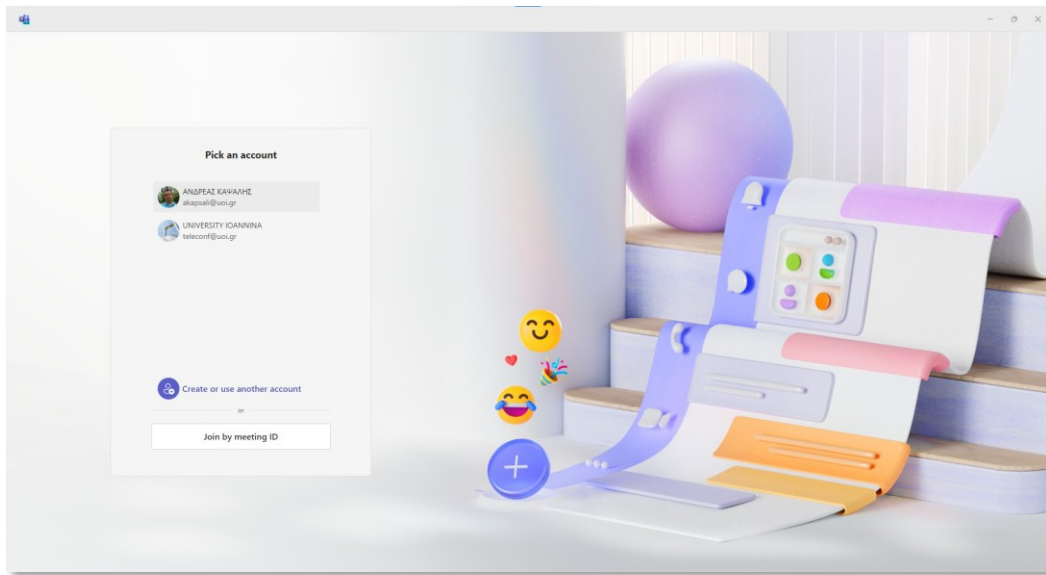 Pick an account
ΑΝΔΡΕΑΣ ΚΑΨΑΛΗΣ
akapsali@uoi.gr
UNIVERSITY IOANNINA
teleconf@uoi.gr
Create or use another account
or
Join by meeting ID